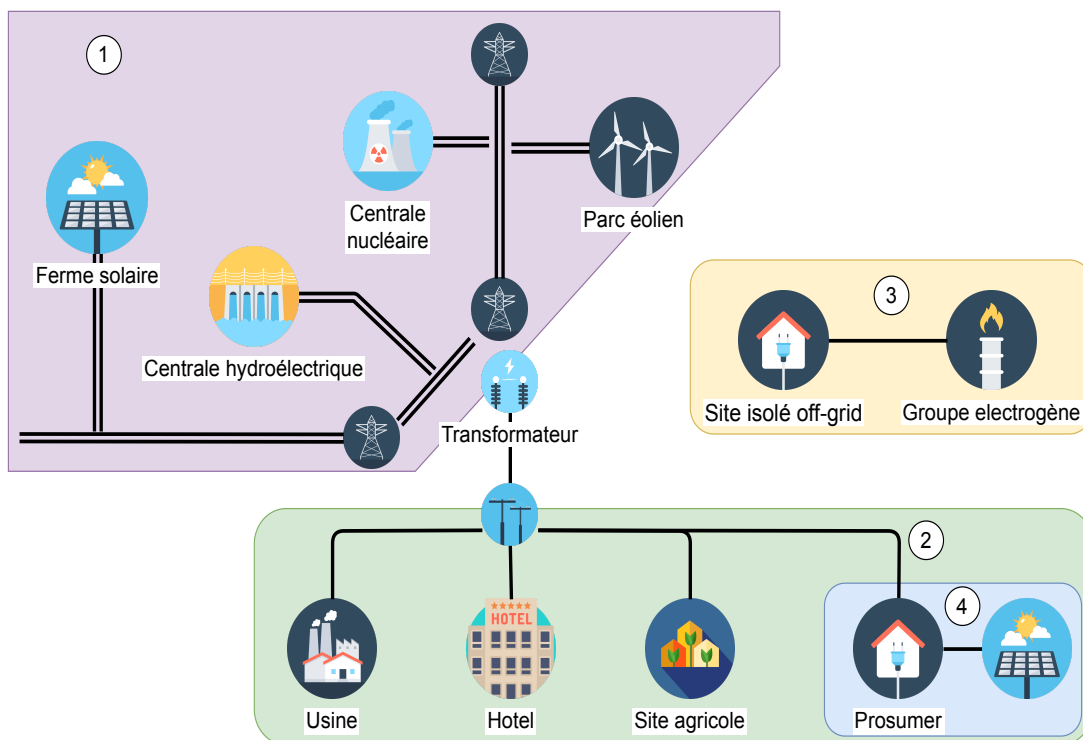 1
Centrale
nucléaire
Parc éolien
Ferme solaire
3
Centrale hydroélectrique
Site isolé off-grid
Groupe electrogène
Transformateur
2
4
★★★★★
HOTEL
Usine
Hotel
Site agricole
Prosumer